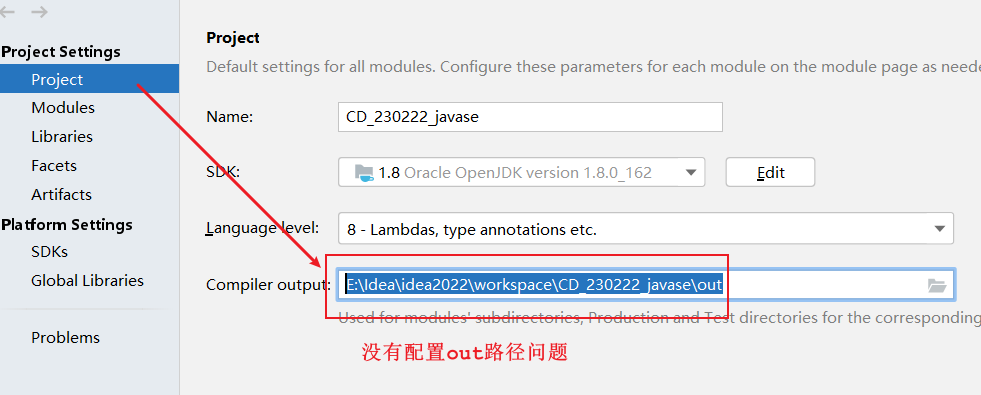 Project Settings
Project
Modules
Libraries
Facets
Artifacts
Platform Settings
SDKs
Global Libraries
Problems
Project
Default settings for all modules. Configure these parameters for each module on the module page as neede
Name:
CD_230222_javase
SDK:
1.8 Oracle OpenJDK version 1.8.0_162
Edit
Language level:
8 - Lambdas, type annotations etc.
Compiler output:
E:\Idea\idea2022\workspace\CD_230222_javase\out
Used for modules' subdirectories, Production and Test directories for the corresponding
没有配置out路径问题